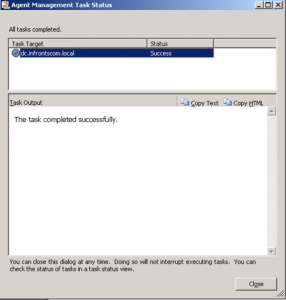 Agent Management Task Status
All tasks completed.
Task Target Status
dc.infrontscom.local Success
Task Output Copy Text Copy HTML
The task completed successfully.
You can close this dialog at any time. Doing so will not interrupt executing tasks. You can
check the status of tasks in a task status view.
Close